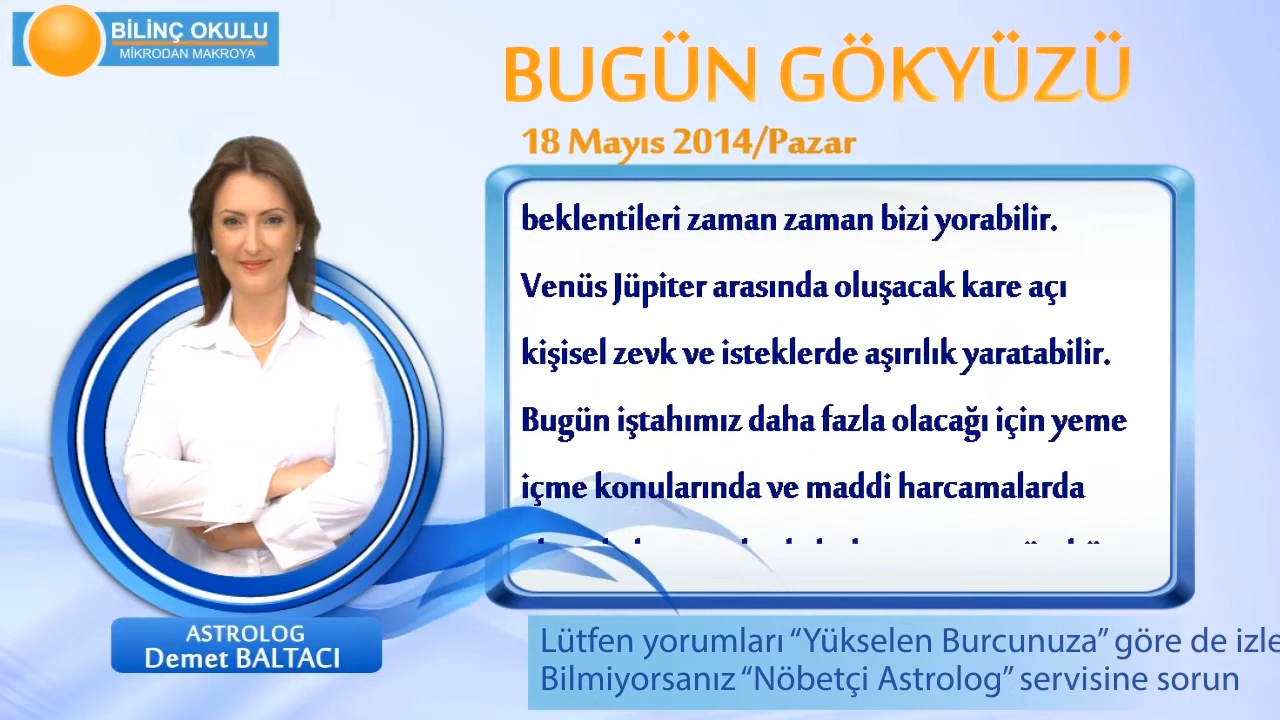 BİLİNÇ OKULU
MİKRODAN MAKROYA
BUGÜN GÖKYÜZÜ
18 Mayıs 2014/Pazar
beklentileri zaman zaman bizi yorabilir.
Venüs Jüpiter arasında oluşacak kare açı
kişisel zevk ve isteklerde aşırılık yaratabilir.
Bugün iştahımız daha fazla olacağı için yeme
içme konularında ve maddi harcamalarda
ASTROLOG
Demet BALTACI
Lütfen yorumları “Yükselen Burcunuza” göre de izle
Bilmiyorsanız “Nöbetçi Astrolog” servisine sorun